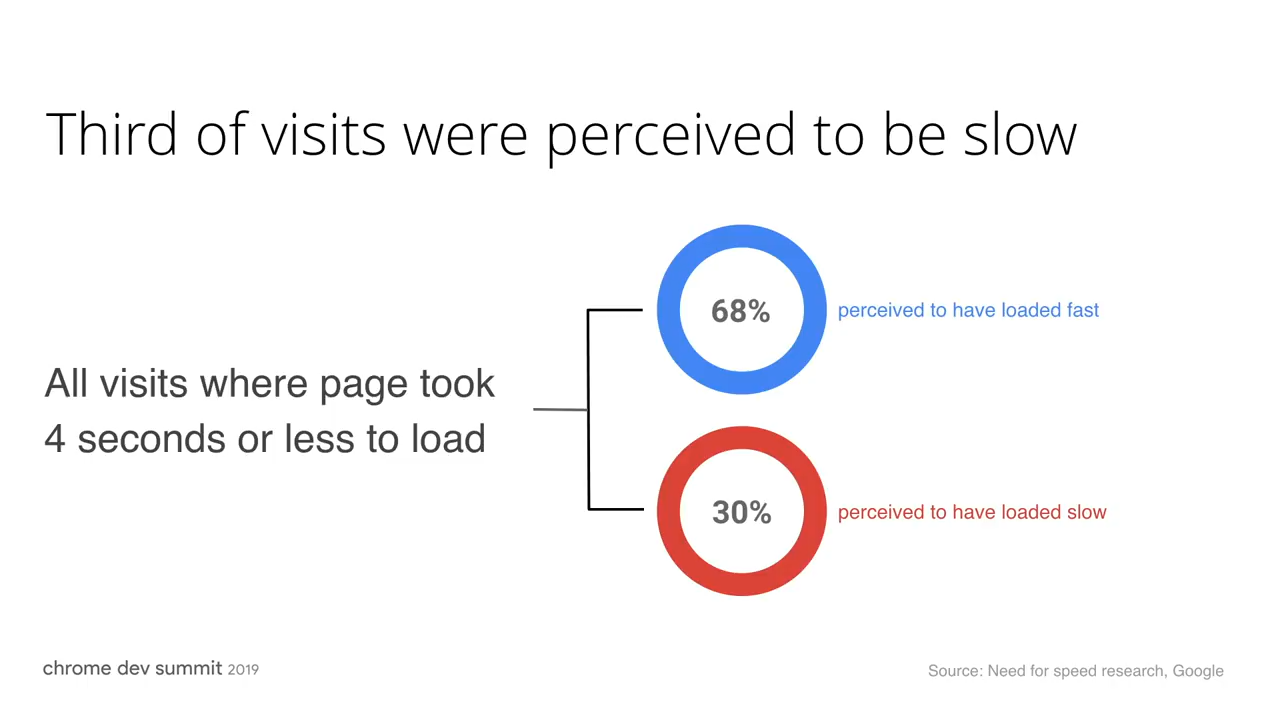 Third of visits were perceived to be slow
68%
perceived to have loaded fast
All visits where page took
4 seconds or less to load
30%
perceived to have loaded slow
chrome dev summit 2019
Source: Need for speed research, Google